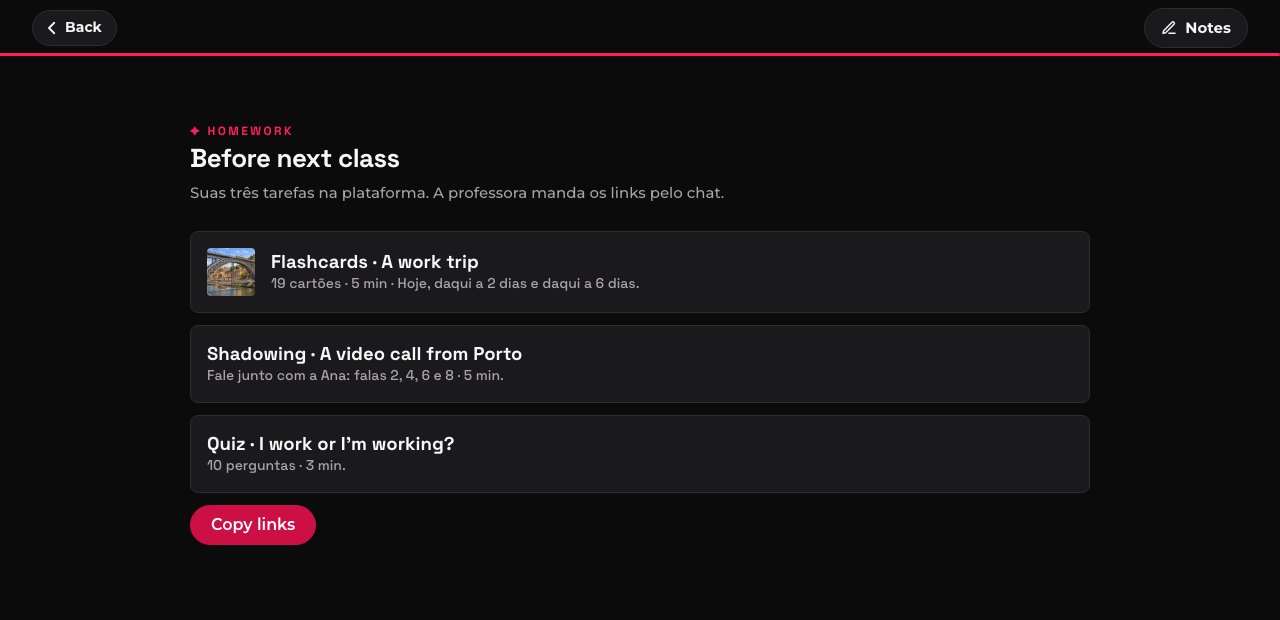 Back
Notes
HOMEWORK
Before next class
Suas três tarefas na plataforma. A professora manda os links pelo chat.
Flashcards · A work trip
19 cartões · 5 min · Hoje, daqui a 2 dias e daqui a 6 dias.
Shadowing · A video call from Porto
Fale junto com a Ana: falas 2, 4, 6 e 8 · 5 min.
Quiz · I work or I'm working?
10 perguntas · 3 min.
Copy links